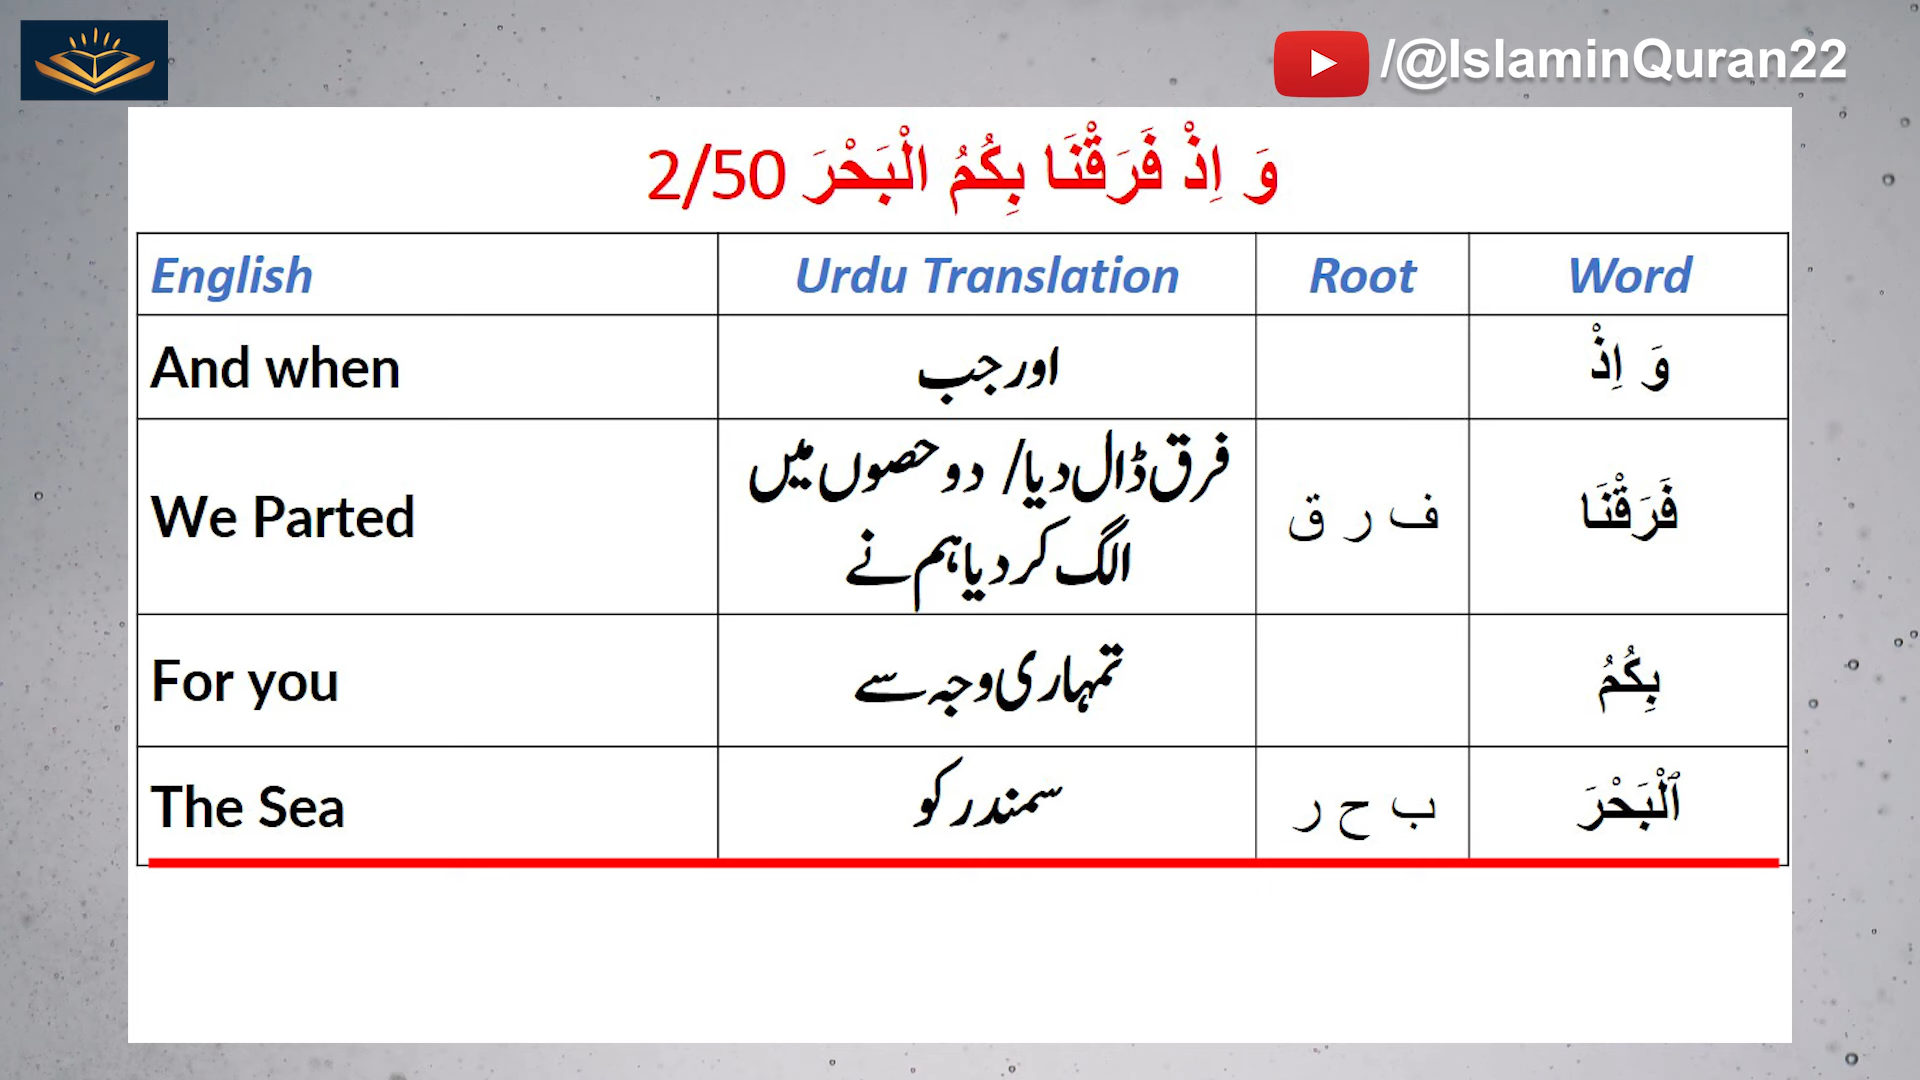 /@IslaminQuran22
وَ اِذْ فَرَقْنَا بِكُمُ الْبَحْرَ 2/50
English Urdu Translation Root Word
And when اور جب وَ اِذْ
We Parted فرق ڈال دیا/ دو حصوں میں الگ کر دیا ہم نے ف ر ق فَرَقْنَا
For you تمہاری وجہ سے بِكُمُ
The Sea سمندر کو ب ح ر ٱلْبَحْرَ